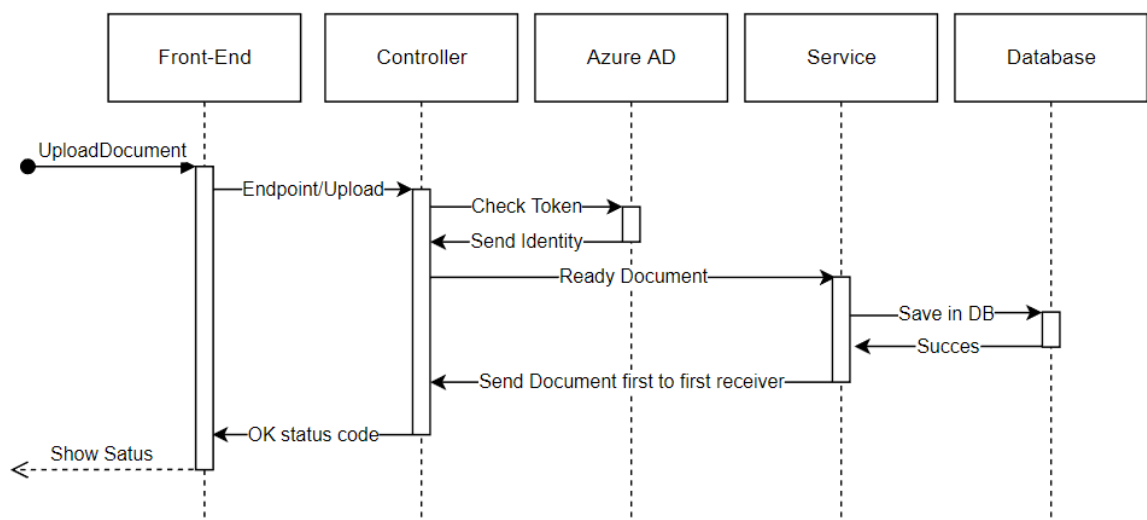 Front-End
Controller
Azure AD
Service
Database
UploadDocument
Endpoint/Upload
Check Token
Send Identity
Ready Document
Save in DB
Succes
Send Document first to first receiver
OK status code
Show Satus